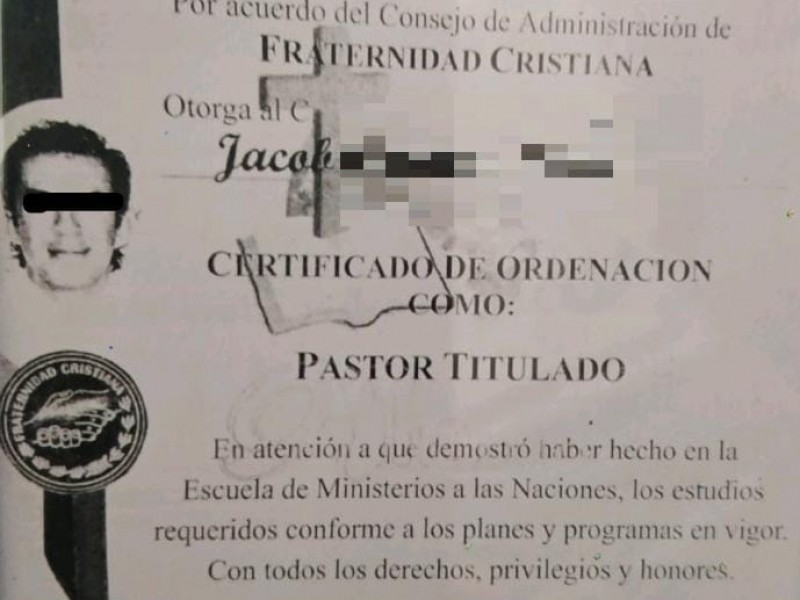 Por acuerdo del Consejo de Administración de
FRATERNIDAD CRISTIANA
Otorga al C.
Jacob
CERTIFICADO DE ORDENACION
COMO:
PASTOR TITULADO
FRATERNIDAD CRISTIANA
En atención a que demostró haber hecho en la
Escuela de Ministerios a las Naciones, los estudios
requeridos conforme a los planes y programas en vigor.
Con todos los derechos, privilegios y honores.